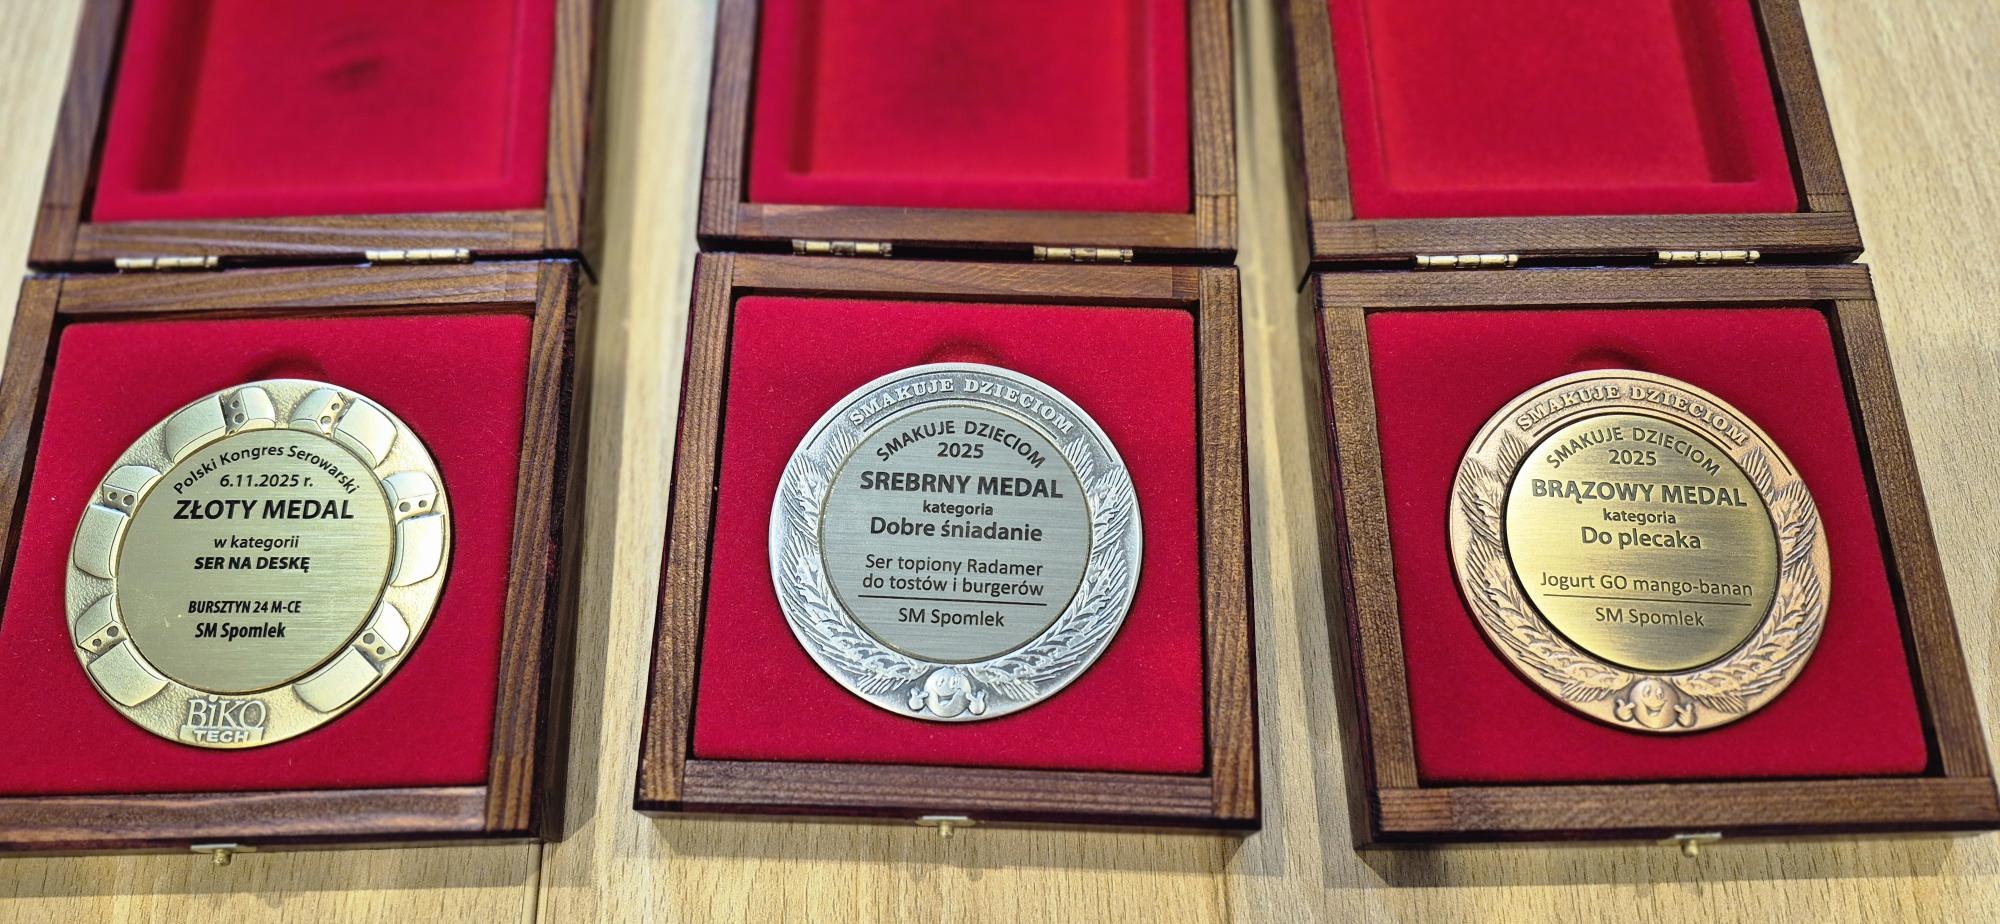 Polski Kongres Serowarski
6.11.2025 r.
ZŁOTY MEDAL
w kategorii
SER NA DESKĘ
BURSZTYN 24 M-CE
SM Spomlek
BiKO
TECH
SMAKUJE DZIECIOM
SMAKUJE DZIECIOM
2025
SREBRNY MEDAL
kategoria
Dobre śniadanie
Ser topiony Radamer
do tostów i burgerów
SM Spomlek
SMAKUJE DZIECIOM
SMAKUJE DZIECIOM
2025
BRĄZOWY MEDAL
kategoria
Do plecaka
Jogurt GO mango-banan
SM Spomlek